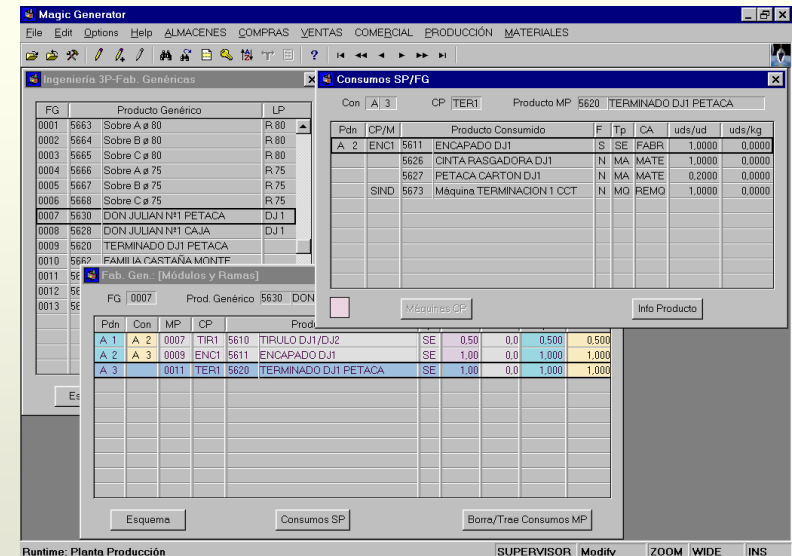 Magic Generator
File Edit Options Help ALMACENES COMPRAS VENTAS COMERCIAL PRODUCCIÓN MATERIALES
Ingeniería 3P-Fab. Genéricas
FG Producto Genérico LP
0001 5663 Sobre A ø 80 R 80
0002 5664 Sobre B ø 80 R 80
0003 5665 Sobre C ø 80 R 80
0004 5666 Sobre A ø 75 R 75
0005 5667 Sobre B ø 75 R 75
0006 5668 Sobre C ø 75 R 75
0007 5630 DON JULIAN Nº1 PETACA DJ 1
0008 5628 DON JULIAN Nº1 CAJA DJ 1
0009 5620 TERMINADO DJ1 PETACA
0010 5662 FAMILIA CASTAÑA MONTE
0011 56
0012 56
0013 56
Es
Consumos SP/FG
Con A 3 CP TER1 Producto MP 5620 TERMINADO DJ1 PETACA
Pdn CP/M Producto Consumido F Tp CA uds/ud uds/kg
A 2 ENC1 5611 ENCAPADO DJ1 S SE FABR 1,0000 0,0000
5626 CINTA RASGADORA DJ1 N MA MATE 1,0000 0,0000
5627 PETACA CARTON DJ1 N MA MATE 0,2000 0,0000
SIND 5673 Máquina TERMINACION 1 CCT N MQ REMQ 1,0000 0,0000
Máquinas CP Info Producto
Fab. Gen.: [Módulos y Ramas]
FG 0007 Prod. Genérico 5630 DON
Pdn Con MP CP Produ
A 1 A 2 0007 TIR1 5610 TIRULO DJ1/DJ2 SE 0,50 0,0 0,500 0,500
A 2 A 3 0009 ENC1 5611 ENCAPADO DJ1 SE 1,00 0,0 1,000 1,000
A 3 0011 TER1 5620 TERMINADO DJ1 PETACA SE 1,00 0,0 1,000 1,000
Esquema Consumos SP Borra/Trae Consumos MP
Runtime: Planta Producción SUPERVISOR Modify ZOOM WIDE INS